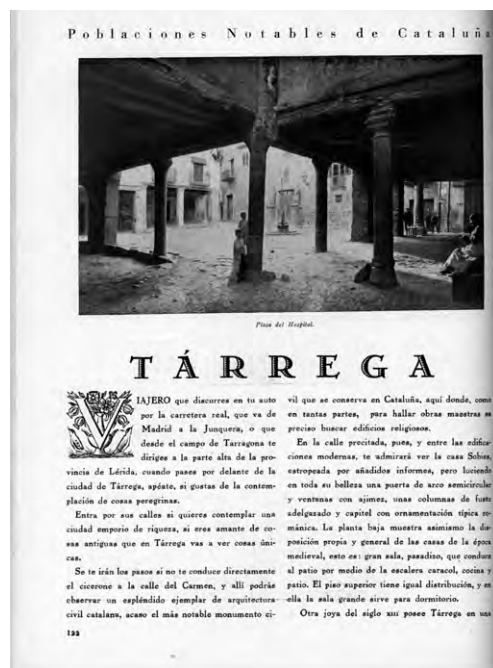 Poblaciones Notables de Cataluña
Plaza del Hospital.
TÁRREGA
VIAJERO que discurres en tu auto
por la carretera real, que va de
Madrid a la Junquera, o que
desde el campo de Tarragona te
diriges a la parte alta de la pro-
vincia de Lérida, cuando pases por delante de la
ciudad de Tárrega, apéate, si gustas de la contem-
plación de cosas peregrinas.
Entra por sus calles si quieres contemplar una
ciudad emporio de riqueza, si eres amante de co-
sas antiguas que en Tárrega vas a ver cosas úni-
cas.
Se te irán los pasos si no te conduce directamente
el cicerone a la calle del Carmen, y allí podrás
observar un espléndido ejemplar de arquitectura
civil catalana, acaso el más notable monumento ci-
vil que se conserva en Cataluña, aquí donde, como
en tantas partes, para hallar obras maestras es
preciso buscar edificios religiosos.
En la calle precitada, pues, y entre las edifica-
ciones modernas, te admirará ver la casa Sobies,
estropeada por añadidos informes, pero luciendo
en toda su belleza una puerta de arco semicircular
y ventanas con ajimez, unas columnas de fuste
adelgazado y capitel con ornamentación típica ro-
mánica. La planta baja muestra asimismo la dis-
posición propia y general de las casas de la época
medieval, esto es: gran sala, pasadizo, que conduce
al patio por medio de la escalera caracol, cocina y
patio. El piso superior tiene igual distribución, y en
ella la sala grande sirve para dormitorio.
Otra joya del siglo XIII posee Tárrega en una
122